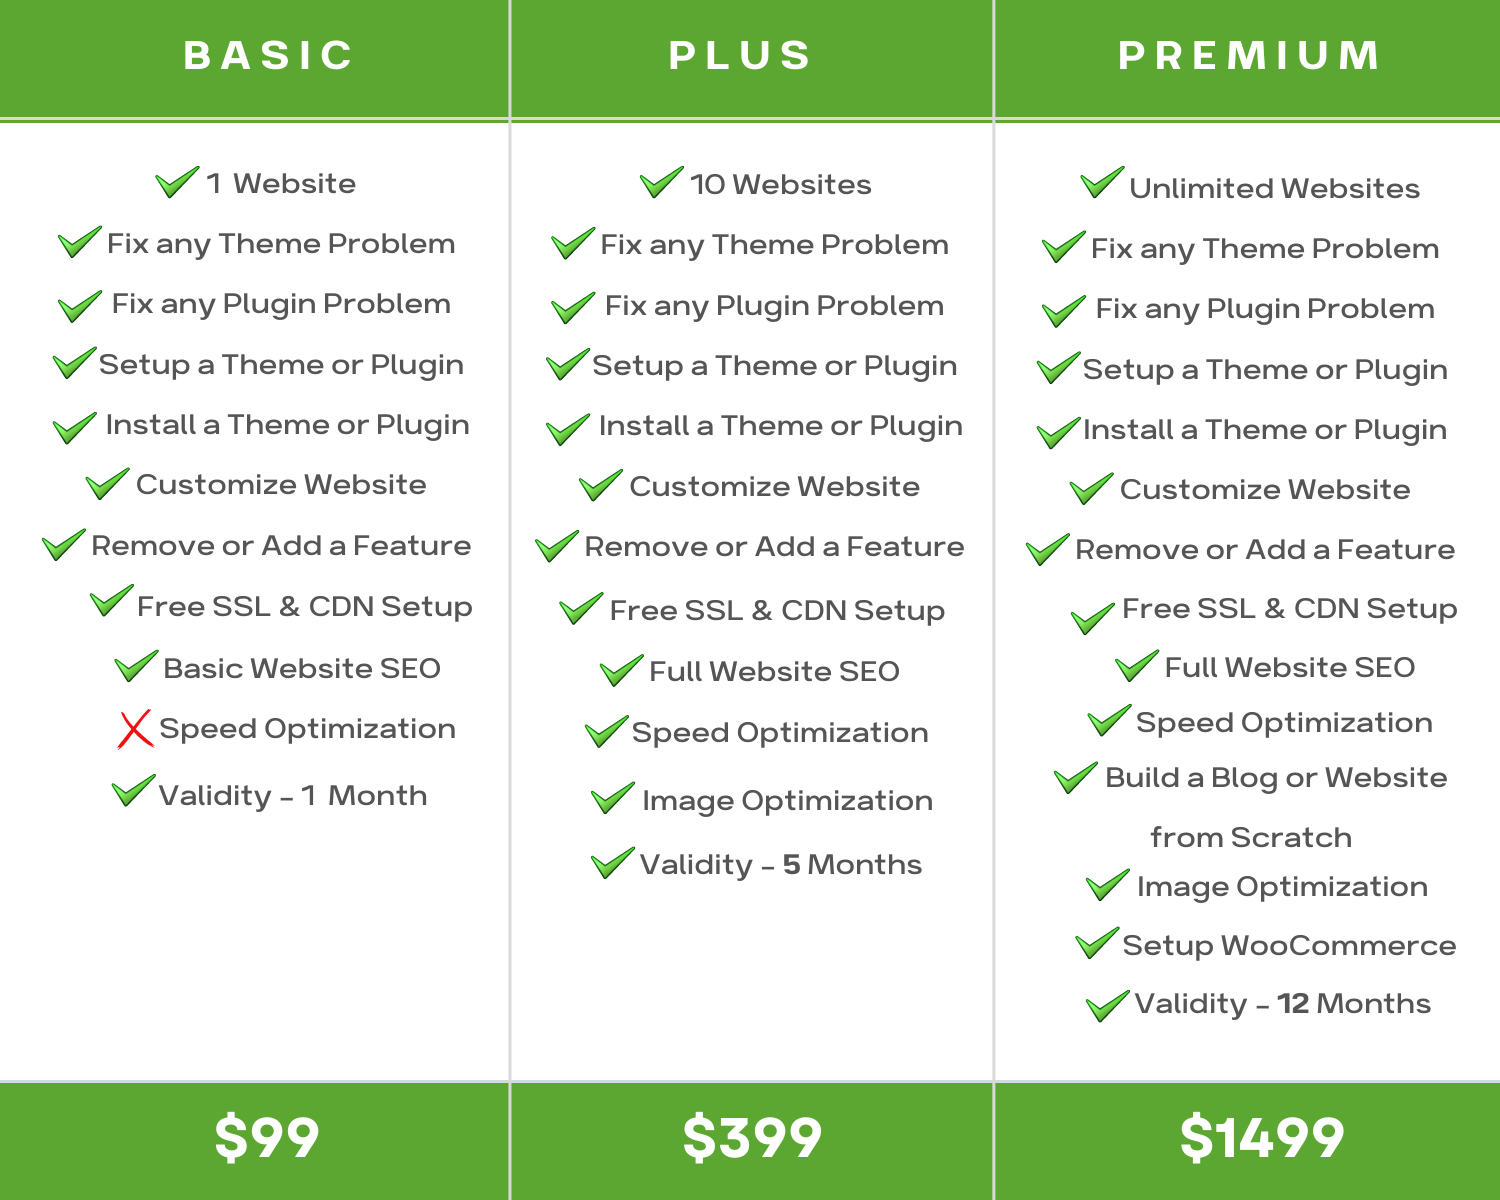 BASIC
1 Website
Fix any Theme Problem
Fix any Plugin Problem
Setup a Theme or Plugin
Install a Theme or Plugin
Customize Website
Remove or Add a Feature
Free SSL & CDN Setup
Basic Website SEO
Speed Optimization
Validity - 1 Month
$99
PLUS
10 Websites
Fix any Theme Problem
Fix any Plugin Problem
Setup a Theme or Plugin
Install a Theme or Plugin
Customize Website
Remove or Add a Feature
Free SSL & CDN Setup
Full Website SEO
Speed Optimization
Image Optimization
Validity - 5 Months
$399
PREMIUM
Unlimited Websites
Fix any Theme Problem
Fix any Plugin Problem
Setup a Theme or Plugin
Install a Theme or Plugin
Customize Website
Remove or Add a Feature
Free SSL & CDN Setup
Full Website SEO
Speed Optimization
Build a Blog or Website
from Scratch
Image Optimization
Setup WooCommerce
Validity - 12 Months
$1499